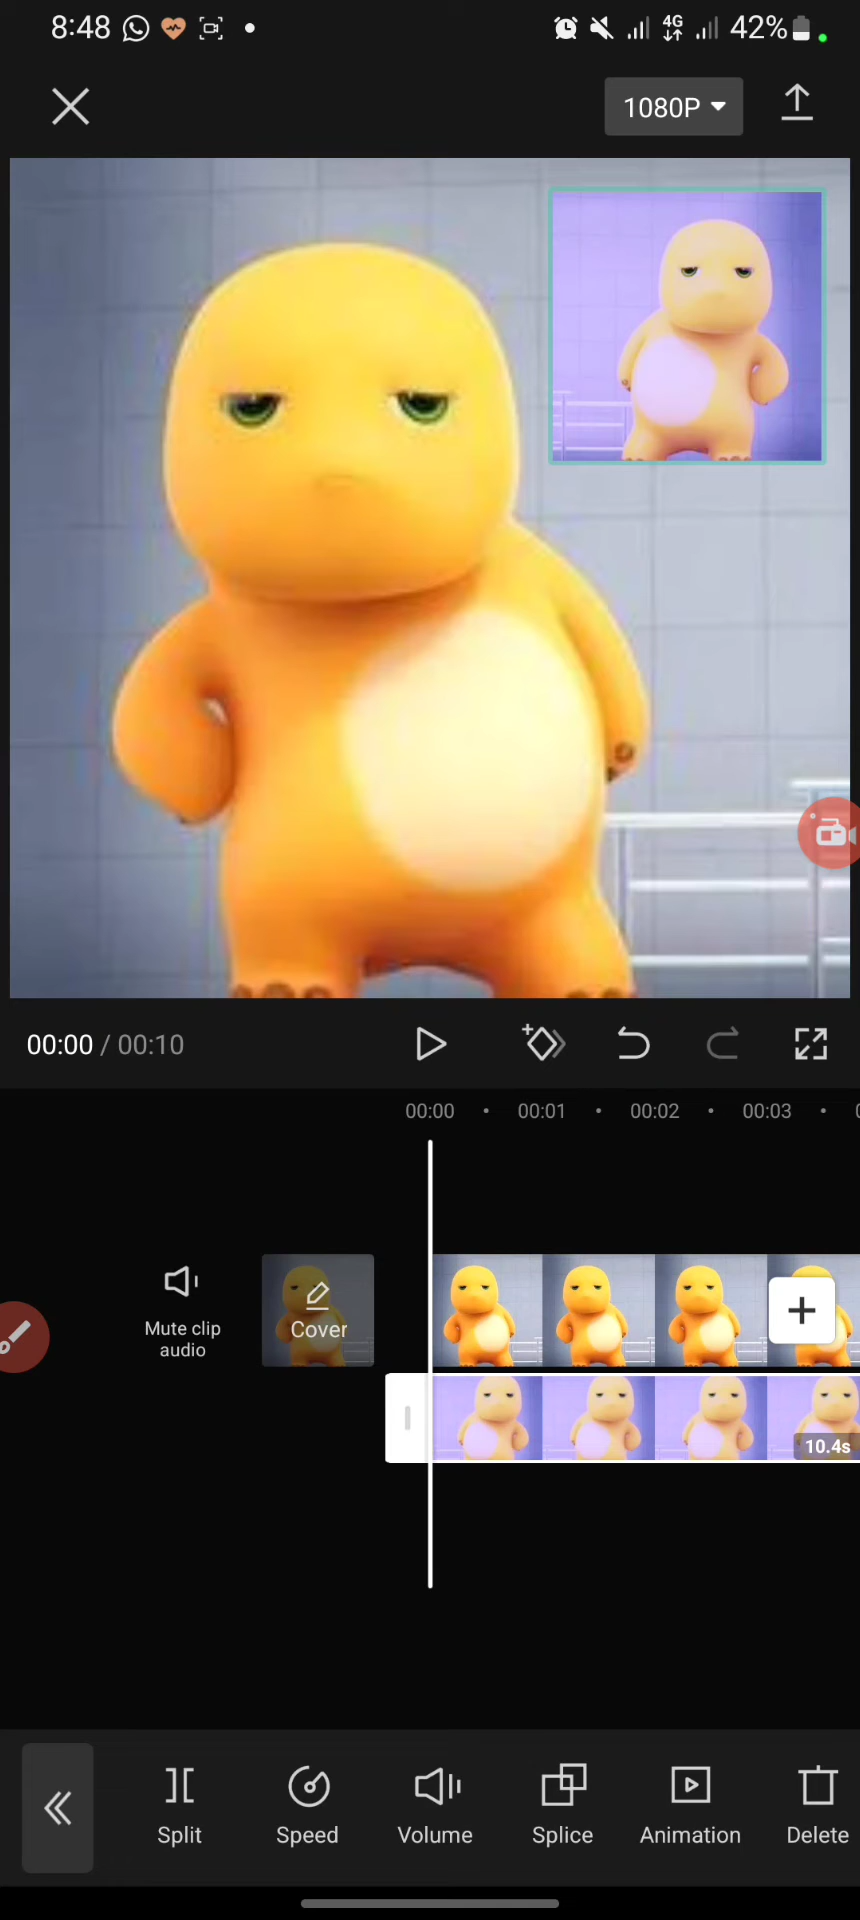 8:48 4G 42%
1080P
00:00 / 00:10
00:00 00:01 00:02 00:03
Mute clip
audio
Cover
10.4s
Split Speed Volume Splice Animation Delete